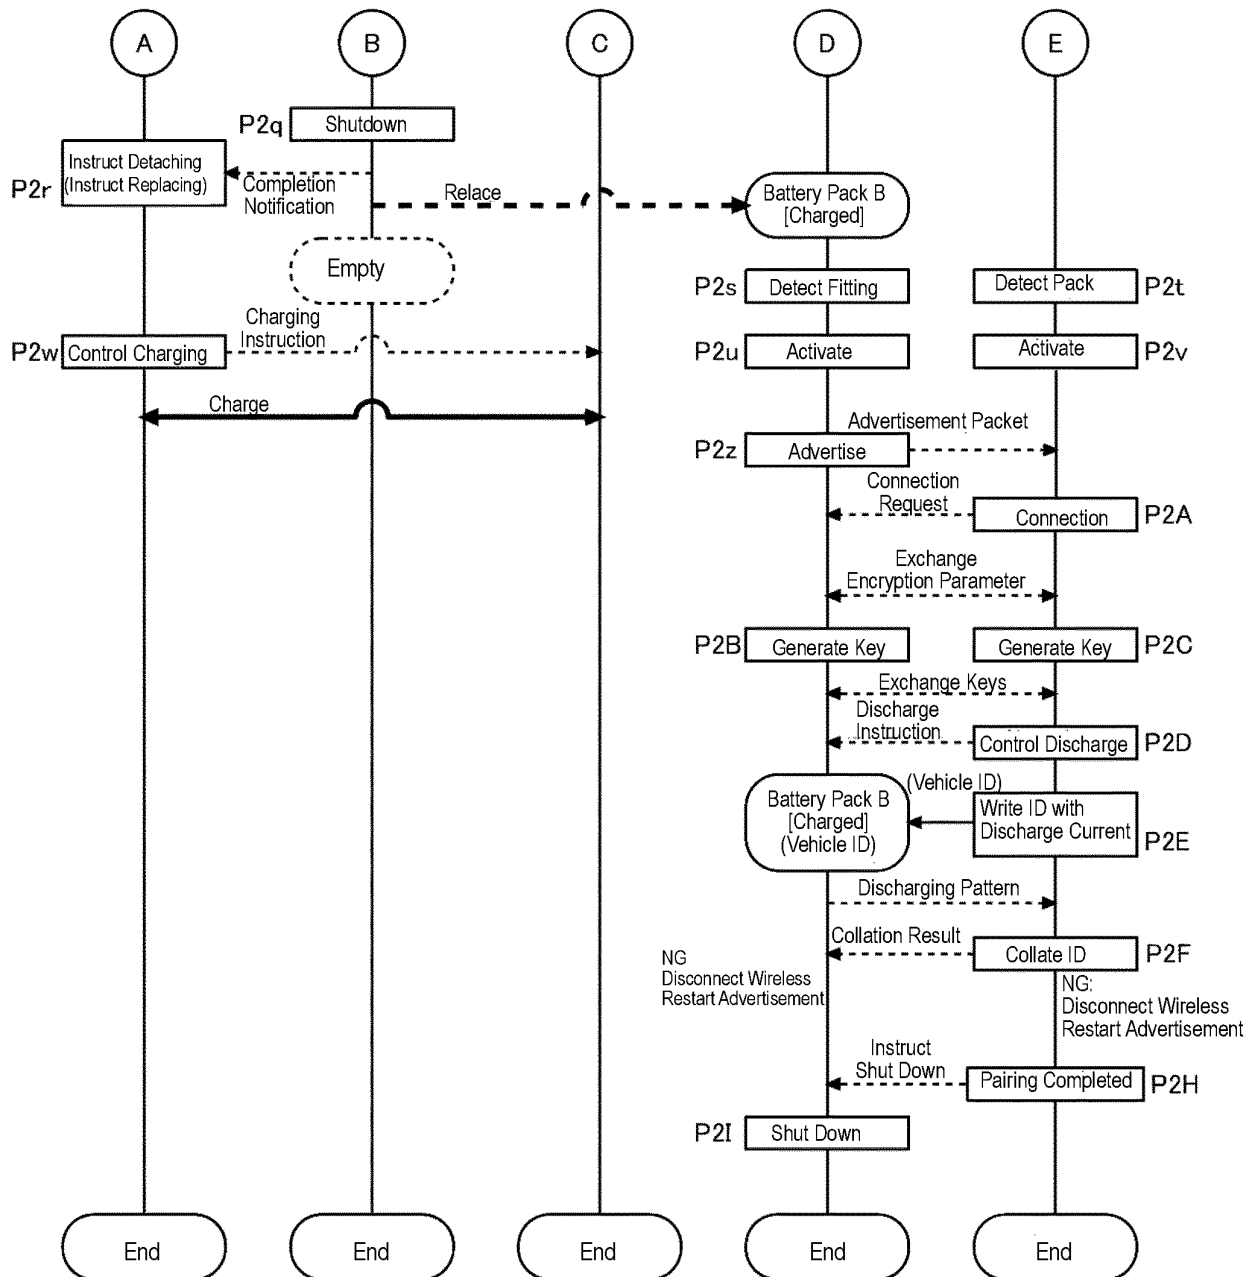 A
B
C
D
E
P2q
Shutdown
P2r
Instruct Detaching
(Instruct Replacing)
Completion
Notification
Relace
Battery Pack B
[Charged]
Empty
P2s
Detect Fitting
Detect Pack
P2t
P2w
Control Charging
Charging
Instruction
P2u
Activate
Activate
P2v
Charge
P2z
Advertise
Advertisement Packet
Connection
Request
Connection
P2A
Exchange
Encryption Parameter
P2B
Generate Key
Generate Key
P2C
Exchange Keys
Discharge
Instruction
Control Discharge
P2D
(Vehicle ID)
Battery Pack B
[Charged]
(Vehicle ID)
Write ID with
Discharge Current
P2E
Discharging Pattern
Collation Result
Collate ID
P2F
NG
Disconnect Wireless
Restart Advertisement
NG:
Disconnect Wireless
Restart Advertisement
Instruct
Shut Down
Pairing Completed
P2H
P2I
Shut Down
End
End
End
End
End